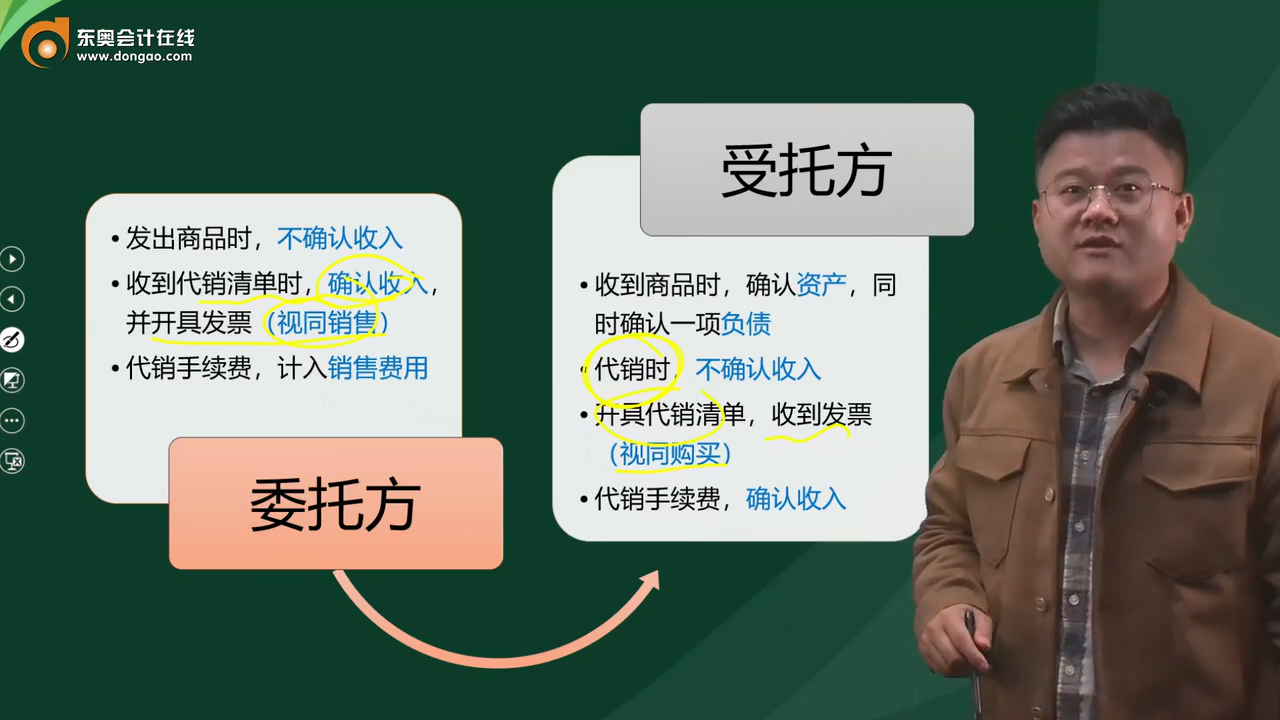 东奥会计在线
www.dongao.com
• 发出商品时，不确认收入
• 收到代销清单时，确认收入，
并开具发票（视同销售）
• 代销手续费，计入销售费用
委托方
受托方
• 收到商品时，确认资产，同
时确认一项负债
• 代销时，不确认收入
• 开具代销清单，收到发票
（视同购买）
• 代销手续费，确认收入